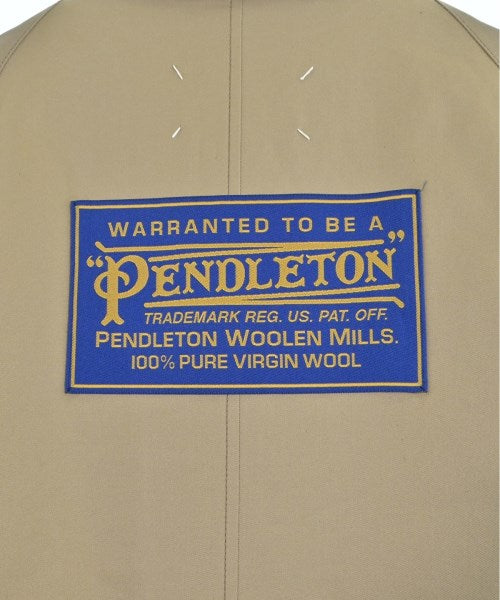 WARRANTED TO BE A
"PENDLETON"
TRADEMARK REG. US. PAT. OFF.
PENDLETON WOOLEN MILLS.
100% PURE VIRGIN WOOL